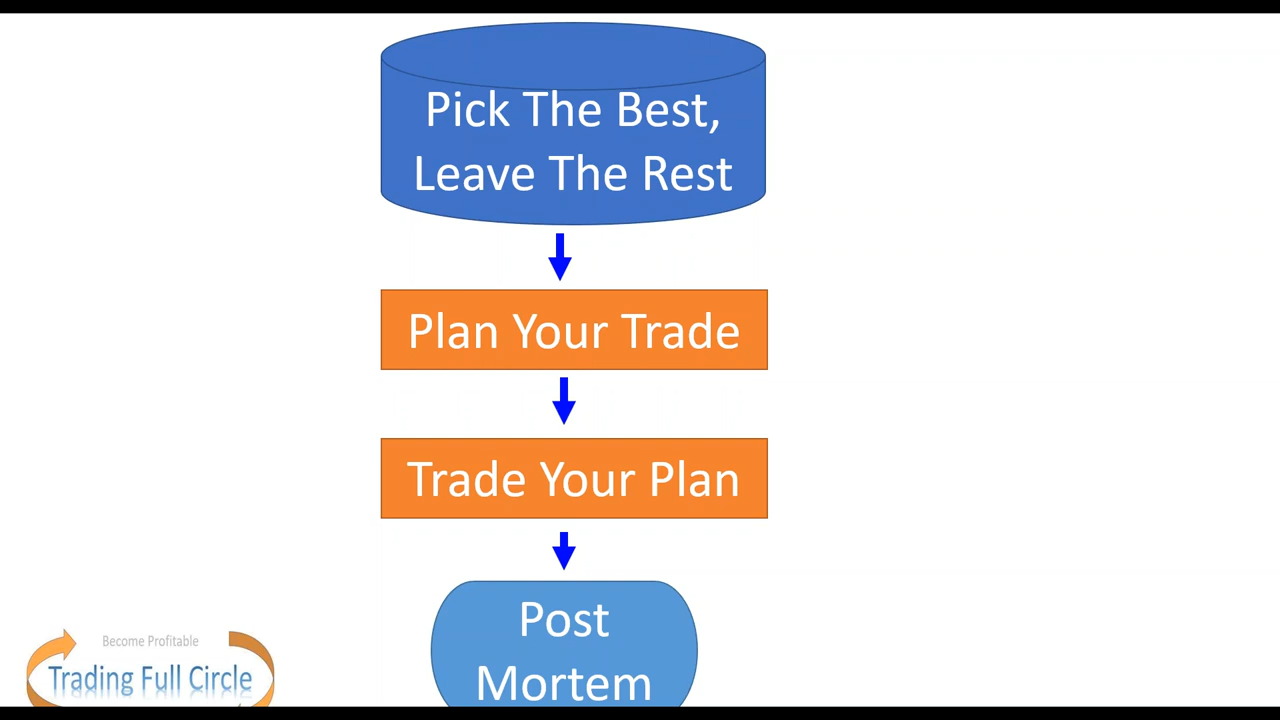 Pick The Best,
Leave The Rest
Plan Your Trade
Trade Your Plan
Post
Mortem
Become Profitable
Trading Full Circle